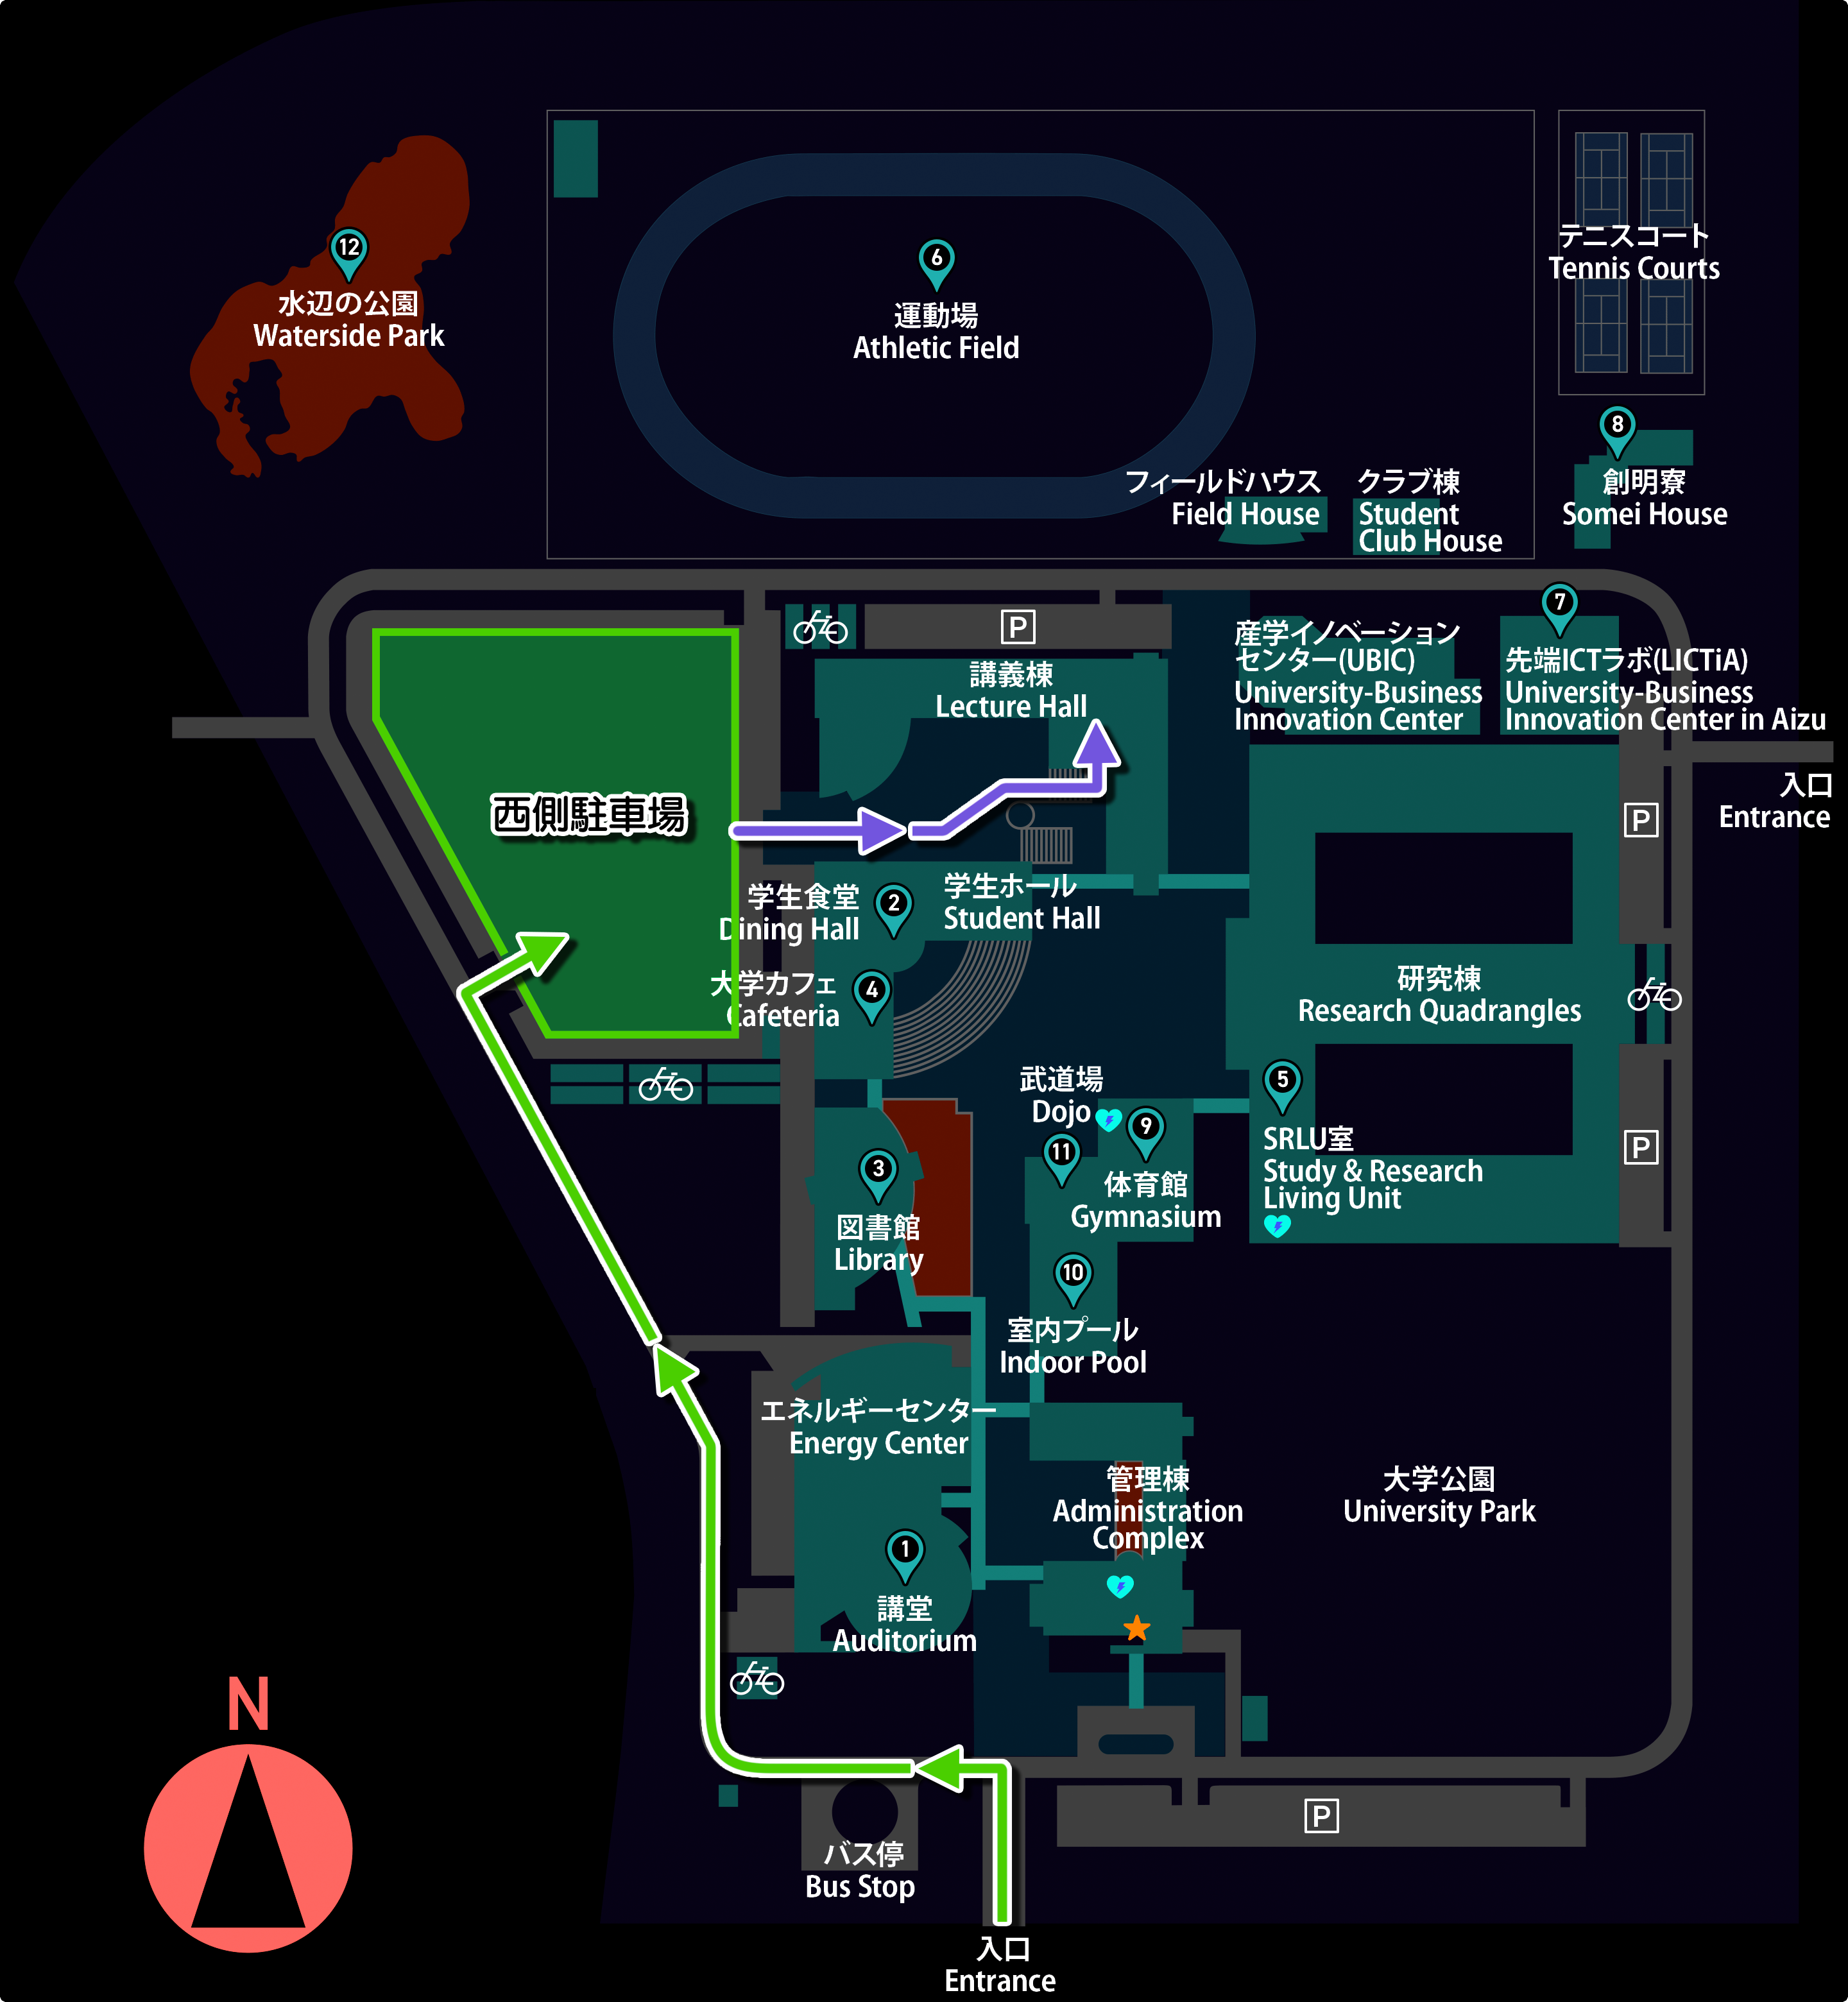 12
水辺の公園
Waterside Park
6
運動場
Athletic Field
テニスコート
Tennis Courts
8
創明寮
Somei House
フィールドハウス
Field House
クラブ棟
Student
Club House
7
P
講義棟
Lecture Hall
産学イノベーション
センター(UBIC)
University-Business
Innovation Center
先端ICTラボ(LICTiA)
University-Business
Innovation Center in Aizu
入口
Entrance
P
西側駐車場
学生食堂
Dining Hall
2
学生ホール
Student Hall
大学カフェ
Cafeteria
4
研究棟
Research Quadrangles
武道場
Dojo
11
9
体育館
Gymnasium
5
SRLU室
Study & Research
Living Unit
P
3
図書館
Library
10
室内プール
Indoor Pool
エネルギーセンター
Energy Center
管理棟
Administration
Complex
大学公園
University Park
1
講堂
Auditorium
N
P
バス停
Bus Stop
入口
Entrance